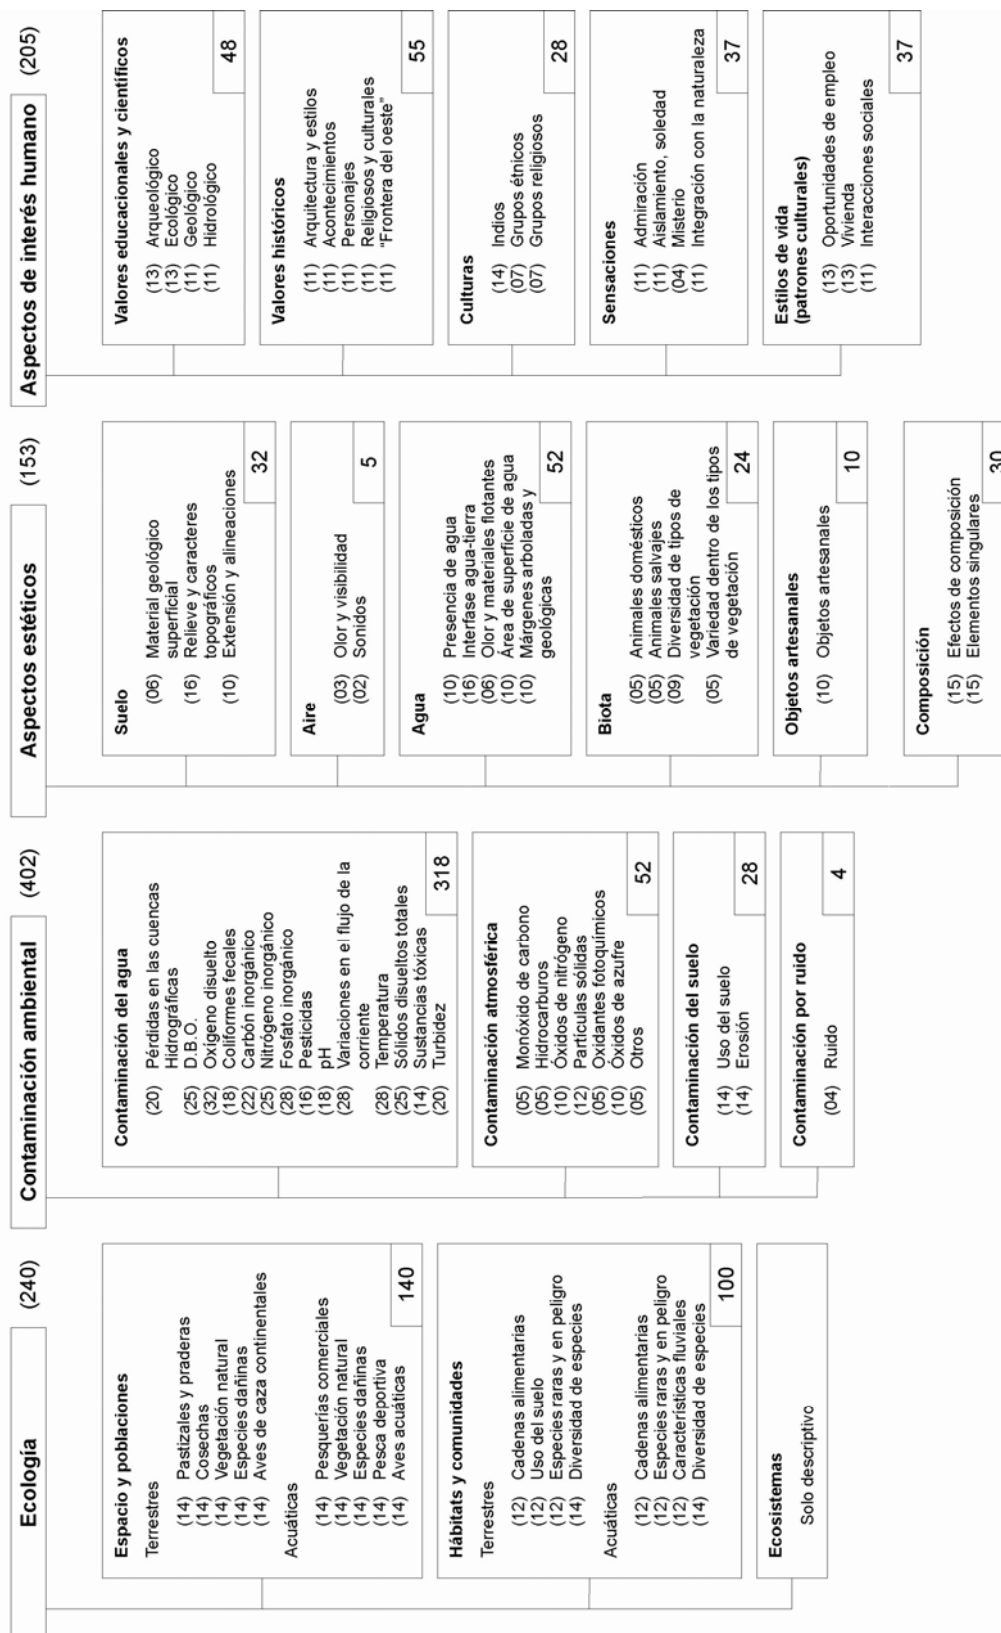 Ecología (240)
Espacio y poblaciones
Terrestres
(14) Pastizales y praderas
(14) Cosechas
(14) Vegetación natural
(14) Especies dañinas
(14) Aves de caza continentales
Acuáticas
(14) Pesquerías comerciales
(14) Vegetación natural
(14) Especies dañinas
(14) Pesca deportiva
(14) Aves acuáticas
140
Hábitats y comunidades
Terrestres
(12) Cadenas alimentarias
(12) Uso del suelo
(12) Especies raras y en peligro
(14) Diversidad de especies
Acuáticas
(12) Cadenas alimentarias
(12) Especies raras y en peligro
(12) Características fluviales
(14) Diversidad de especies
100
Ecosistemas
Solo descriptivo
Contaminación ambiental (402)
Contaminación del agua
(20) Pérdidas en las cuencas
Hidrográficas
(25) D.B.O.
(32) Oxígeno disuelto
(18) Coliformes fecales
(22) Carbón inorgánico
(25) Nitrógeno inorgánico
(28) Fosfato inorgánico
(16) Pesticidas
(18) pH
(28) Variaciones en el flujo de la
corriente
(28) Temperatura
(25) Sólidos disueltos totales
(14) Sustancias tóxicas
(20) Turbidez
318
Contaminación atmosférica
(05) Monóxido de carbono
(05) Hidrocarburos
(10) Óxidos de nitrógeno
(12) Partículas sólidas
(05) Oxidantes fotoquímicos
(10) Óxidos de azufre
(05) Otros
52
Contaminación del suelo
(14) Uso del suelo
(14) Erosión
28
Contaminación por ruido
(04) Ruido
4
Aspectos estéticos (153)
Suelo
(06) Material geológico
superficial
(16) Relieve y caracteres
topográficos
(10) Extensión y alineaciones
32
Aire
(03) Olor y visibilidad
(02) Sonidos
5
Agua
(10) Presencia de agua
(16) Interfase agua-tierra
(06) Olor y materiales flotantes
(10) Área de superficie de agua
(10) Márgenes arboladas y
geológicas
52
Biota
(05) Animales domésticos
(05) Animales salvajes
(09) Diversidad de tipos de
vegetación
(05) Variedad dentro de los tipos
de vegetación
24
Objetos artesanales
(10) Objetos artesanales
10
Composición
(15) Efectos de composición
(15) Elementos singulares
30
Aspectos de interés humano (205)
Valores educacionales y científicos
(13) Arqueológico
(13) Ecológico
(11) Geológico
(11) Hidrológico
48
Valores históricos
(11) Arquitectura y estilos
(11) Acontecimientos
(11) Personajes
(11) Religiosos y culturales
(11) "Frontera del oeste"
55
Culturas
(14) Indios
(07) Grupos étnicos
(07) Grupos religiosos
28
Sensaciones
(11) Admiración
(11) Aislamiento, soledad
(04) Misterio
(11) Integración con la naturaleza
37
Estilos de vida
(patrones culturales)
(13) Oportunidades de empleo
(13) Vivienda
(11) Interacciones sociales
37